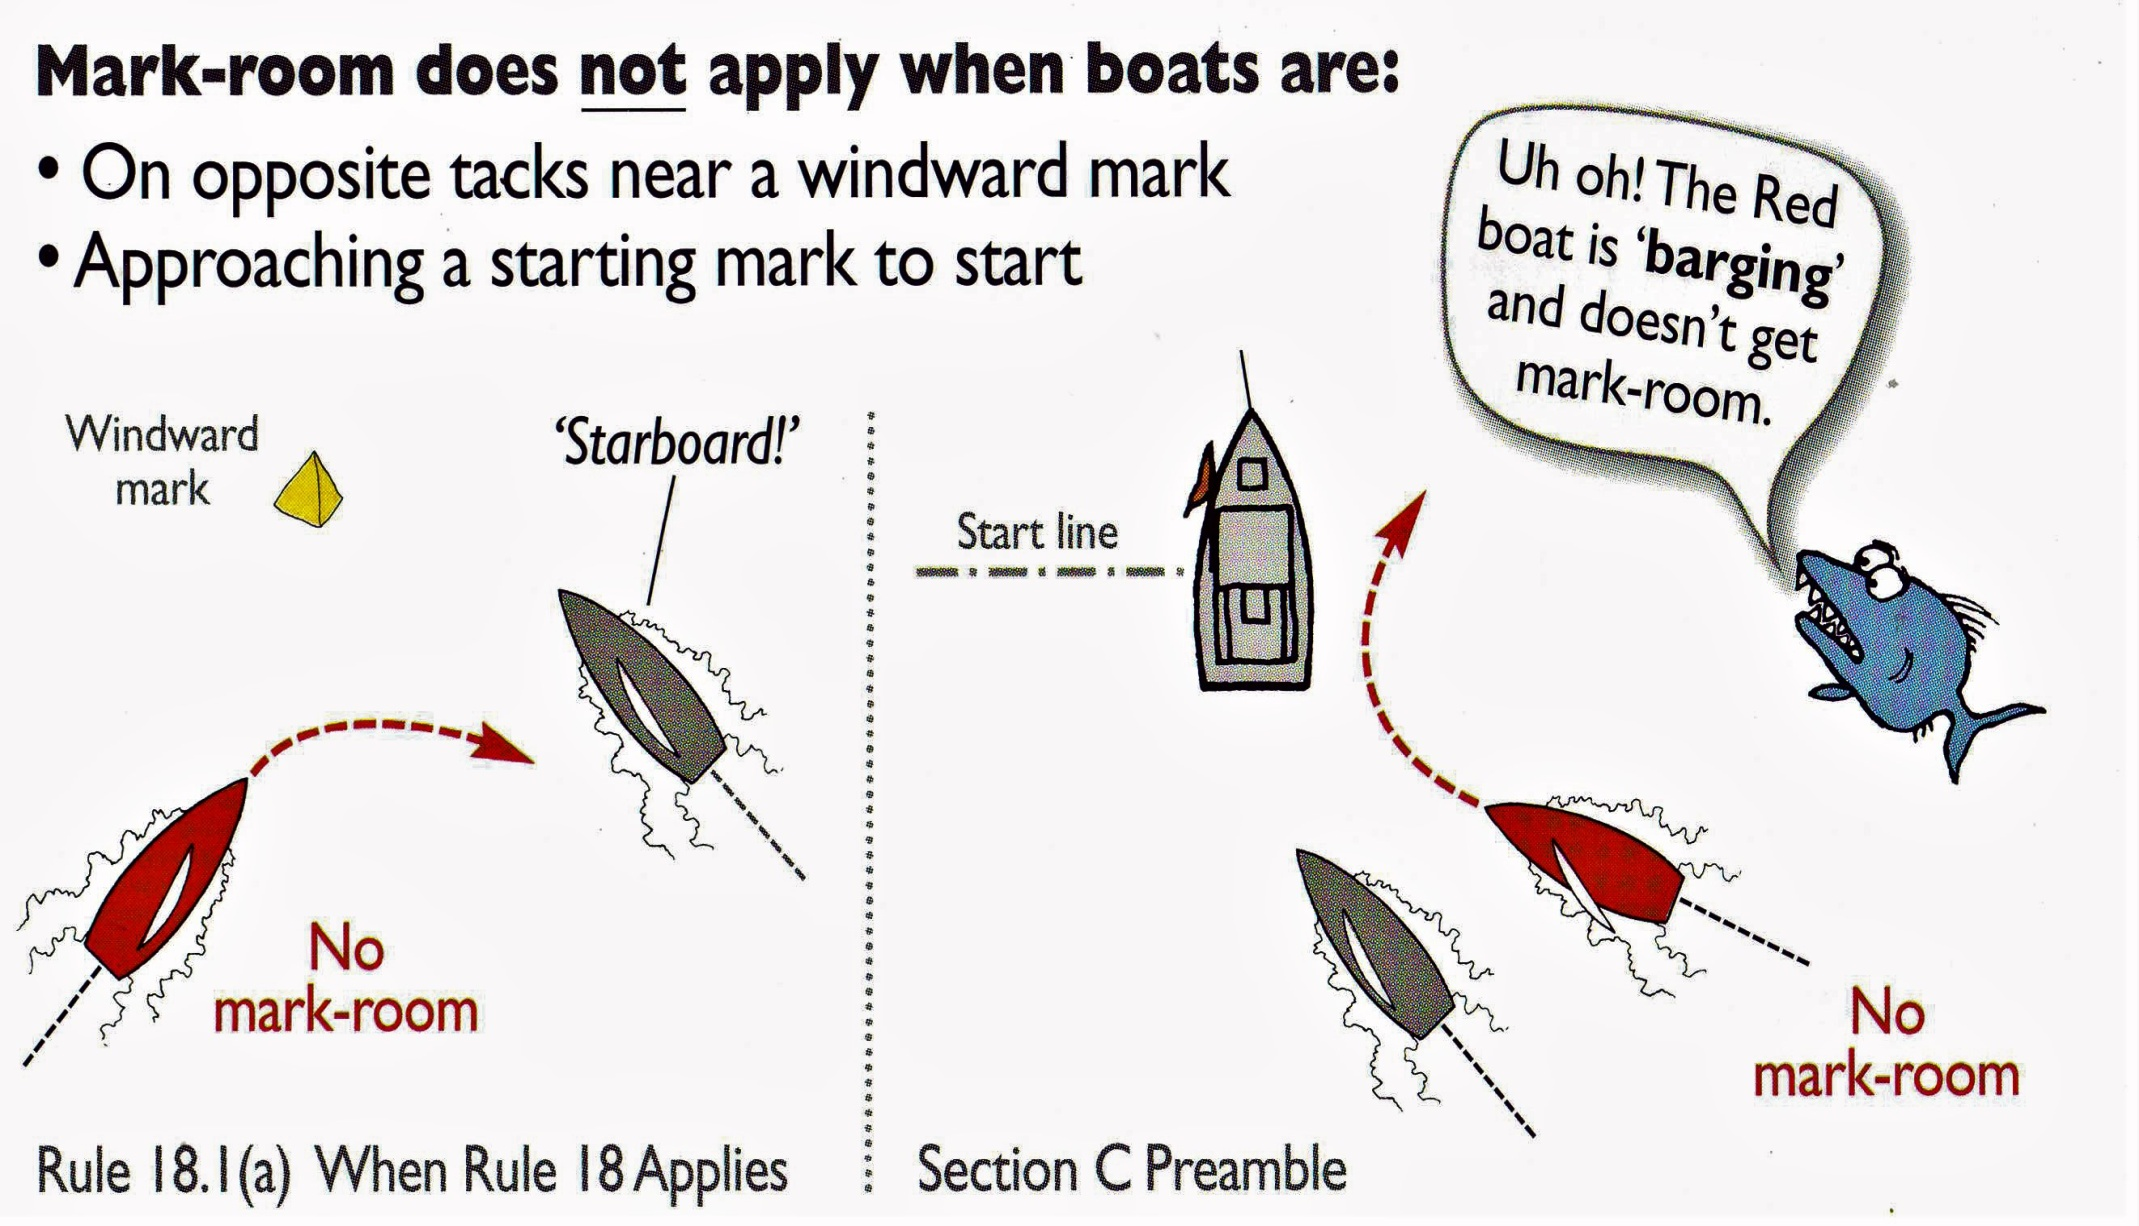 Mark-room does not apply when boats are:
• On opposite tacks near a windward mark
• Approaching a starting mark to start
Uh oh! The Red
boat is ‘barging’
and doesn’t get
mark-room.
Windward
mark
‘Starboard!’
No
mark-room
Rule 18.1(a) When Rule 18 Applies
Start line
No
mark-room
Section C Preamble